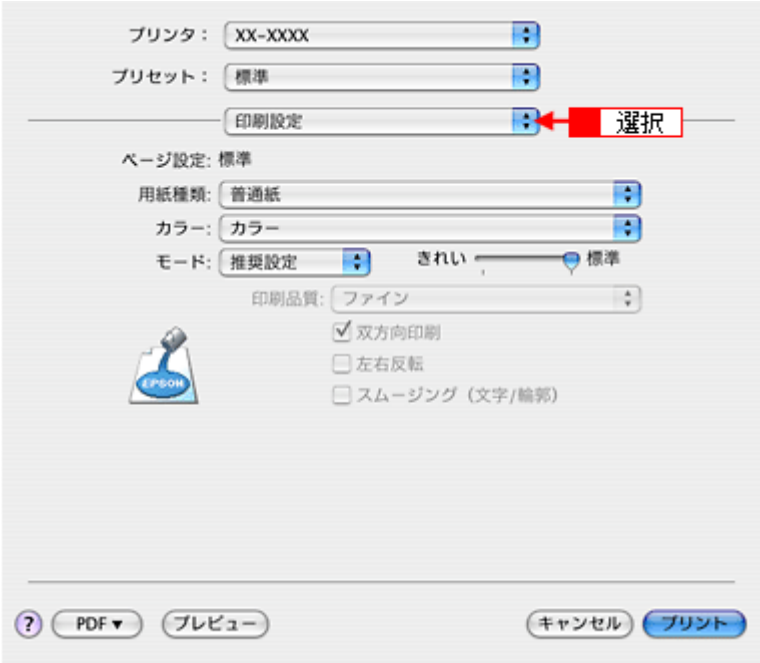 プリンタ： XX-XXXX
プリセット： 標準
印刷設定 選択
ページ設定: 標準
用紙種類: 普通紙
カラー: カラー
モード: 推奨設定 きれい 標準
印刷品質: ファイン
双方向印刷
左右反転
スムージング（文字/輪郭）
EPSON
? PDF▼ プレビュー キャンセル プリント